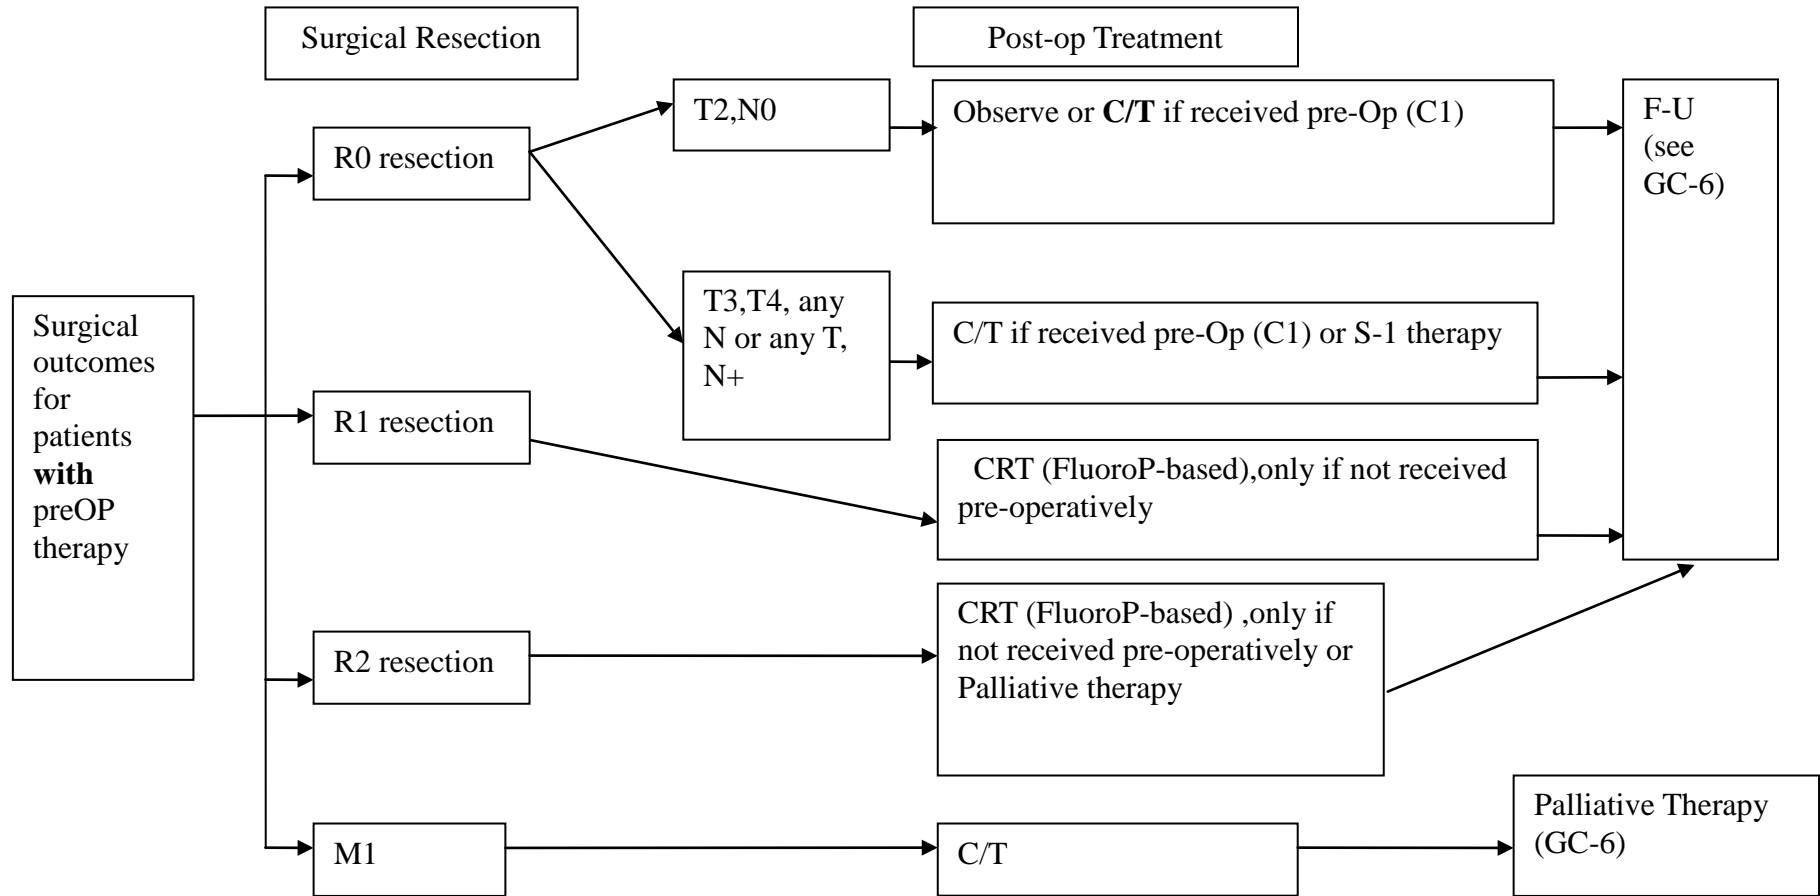 Surgical Resection
Post-op Treatment
Surgical
outcomes
for
patients
with
preOP
therapy
R0 resection
T2,N0
Observe or C/T if received pre-Op (C1)
F-U
(see
GC-6)
T3,T4, any
N or any T,
N+
C/T if received pre-Op (C1) or S-1 therapy
R1 resection
CRT (FluoroP-based),only if not received
pre-operatively
R2 resection
CRT (FluoroP-based) ,only if
not received pre-operatively or
Palliative therapy
M1
C/T
Palliative Therapy
(GC-6)